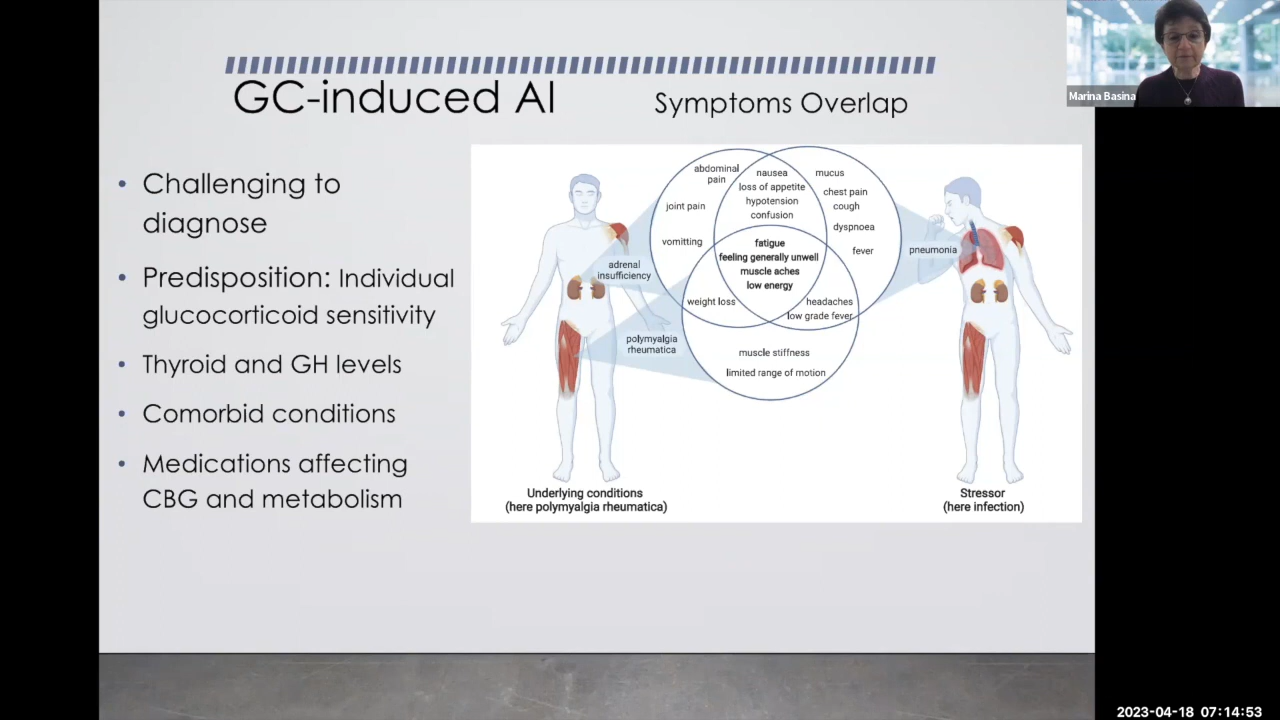 GC-induced AI
Symptoms Overlap
• Challenging to
diagnose
• Predisposition: Individual
glucocorticoid sensitivity
• Thyroid and GH levels
• Comorbid conditions
• Medications affecting
CBG and metabolism
abdominal
pain
joint pain
vomitting
adrenal
insufficiency
nausea
loss of appetite
hypotension
confusion
mucus
chest pain
cough
dyspnoea
fever
pneumonia
fatigue
feeling generally unwell
muscle aches
low energy
weight loss
headaches
low grade fever
polymyalgia
rheumatica
muscle stiffness
limited range of motion
Underlying conditions
(here polymyalgia rheumatica)
Stressor
(here infection)
Marina Basina
2023-04-18 07:14:53